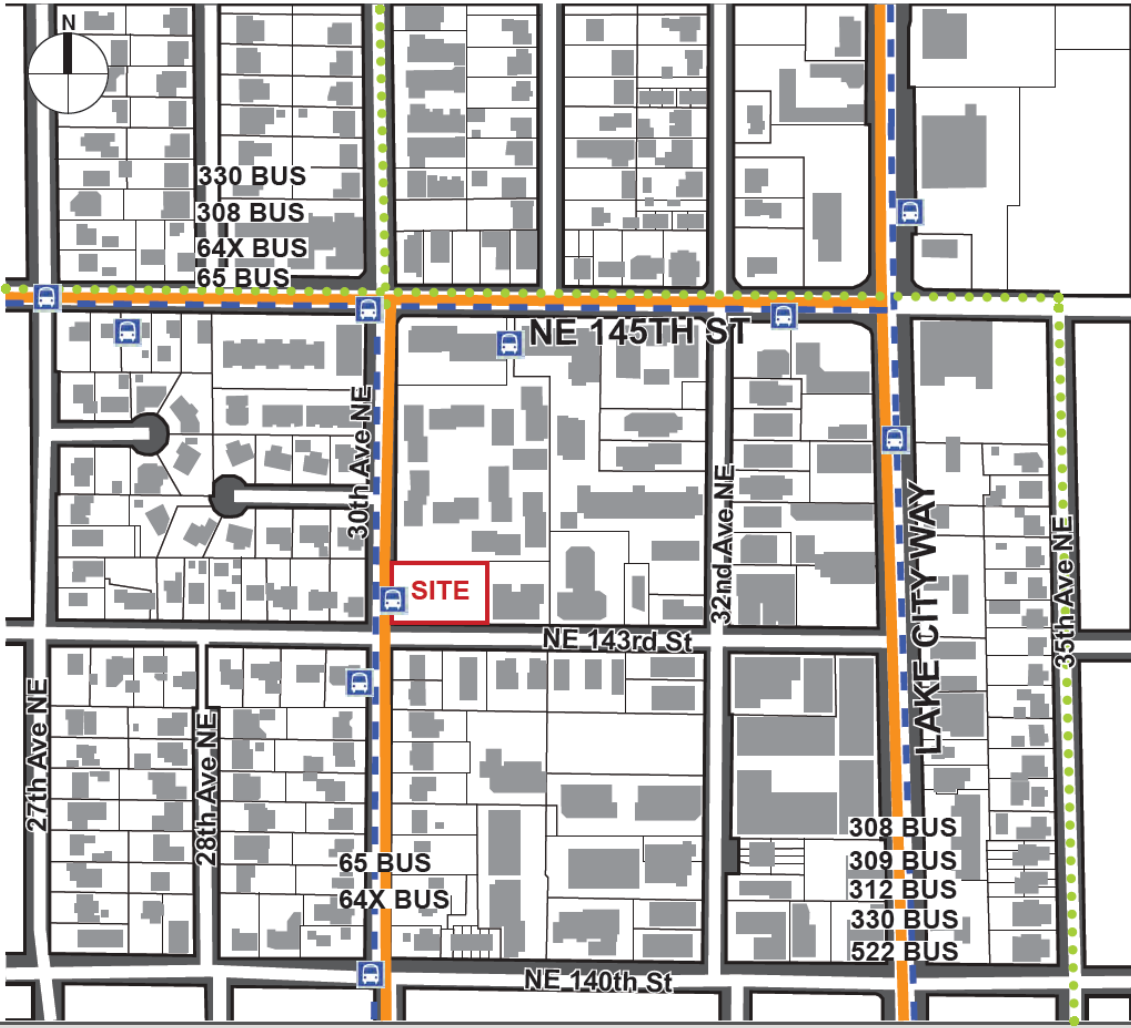 N
330 BUS
308 BUS
64X BUS
65 BUS
NE 145TH ST
30th Ave NE
32nd Ave NE
LAKE CITY WAY
35th Ave NE
SITE
NE 143rd St
27th Ave NE
28th Ave NE
65 BUS
64X BUS
308 BUS
309 BUS
312 BUS
330 BUS
522 BUS
NE 140th St